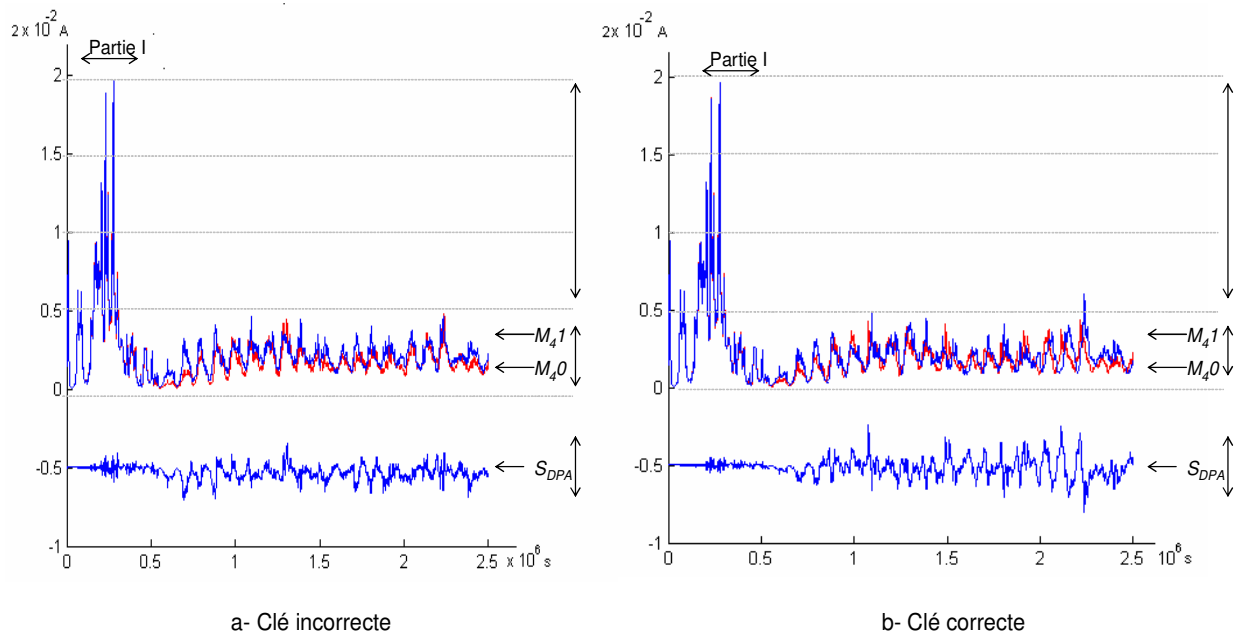 2 x 10⁻² A
Partie I
2
1.5
1
0.5
0
-0.5
-1
M₄1
M₄0
S_DPA
0
0.5
1
1.5
2
2.5
x 10⁶ s
a- Clé incorrecte
2 x 10⁻² A
Partie I
2
1.5
1
0.5
0
-0.5
-1
M₄1
M₄0
S_DPA
0
0.5
1
1.5
2
2.5
10⁶ s
b- Clé correcte